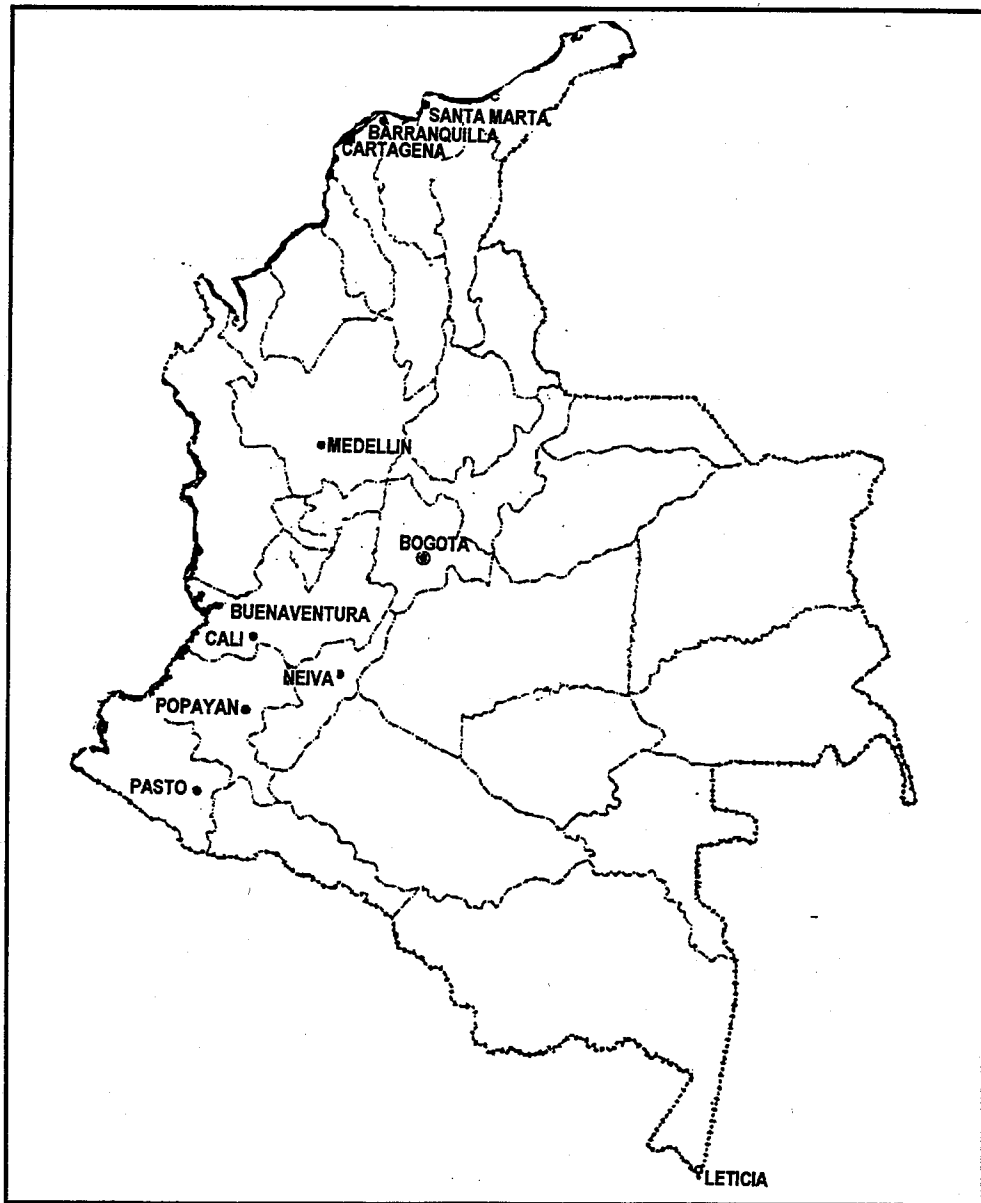 SANTA MARTA
BARRANQUILLA
CARTAGENA
MEDELLIN
BOGOTA
BUENAVENTURA
CALI
NEIVA
POPAYAN
PASTO
LETICIA